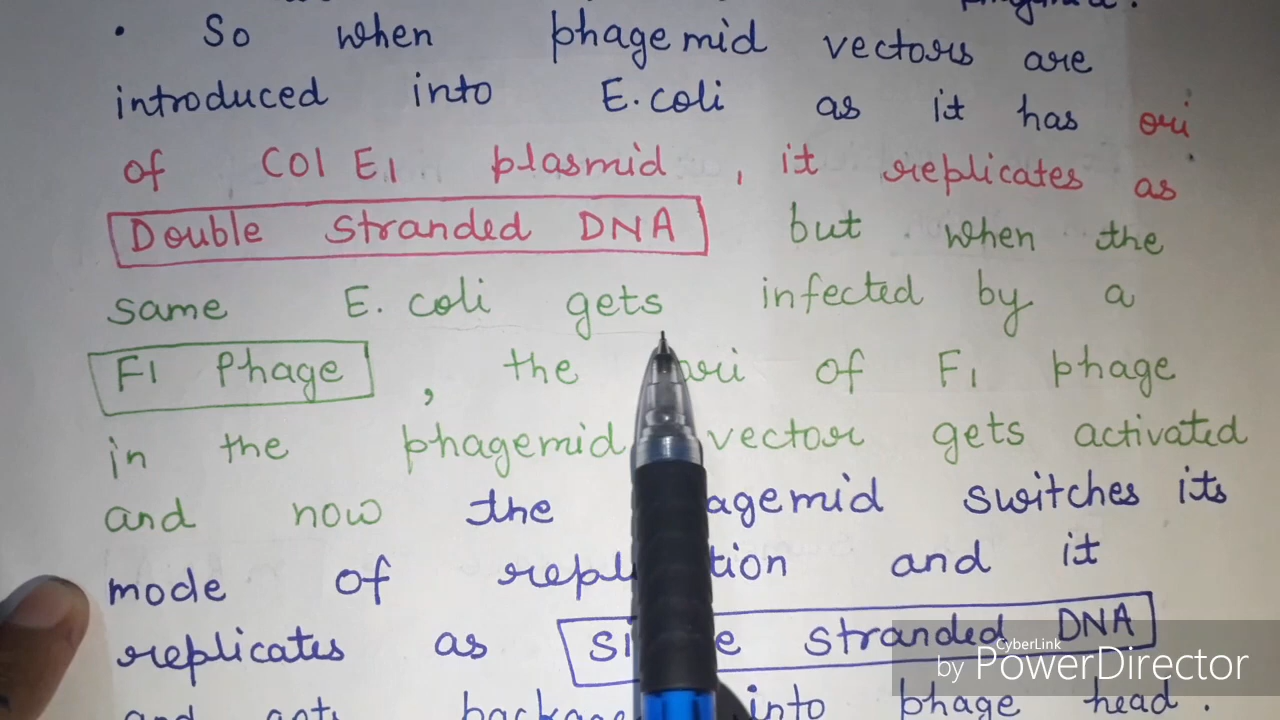 • So when phagemid vectors are
introduced into E.coli as it has ori
of Col E1 plasmid, it replicates as
Double Stranded DNA but when the
same E. coli gets infected by a
F1 Phage, the ori of F1 phage
in the phagemid vector gets activated
and now the switches its
mode of and it
replicates as stranded DNA
into phage head.
CyberLink
by PowerDirector